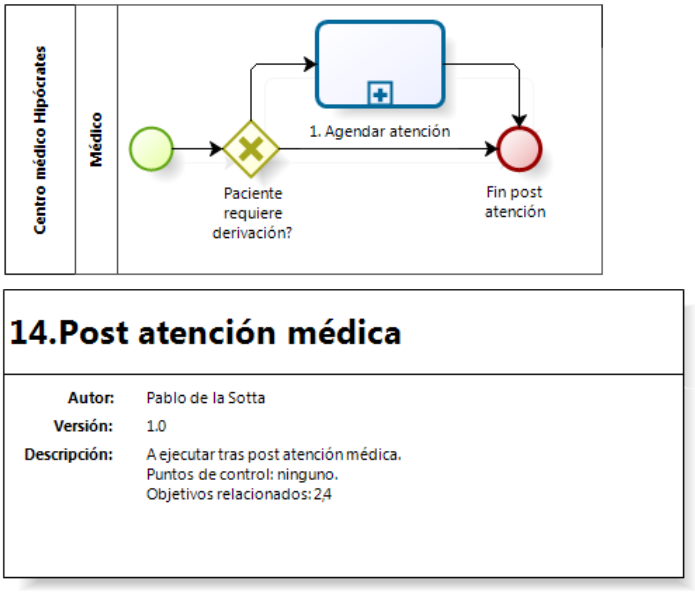 Centro médico Hipócrates
Médico
1. Agendar atención
Paciente
requiere
derivación?
Fin post
atención
14.Post atención médica
Autor: Pablo de la Sotta
Versión: 1.0
Descripción: A ejecutar tras post atención médica.
Puntos de control: ninguno.
Objetivos relacionados: 2,4